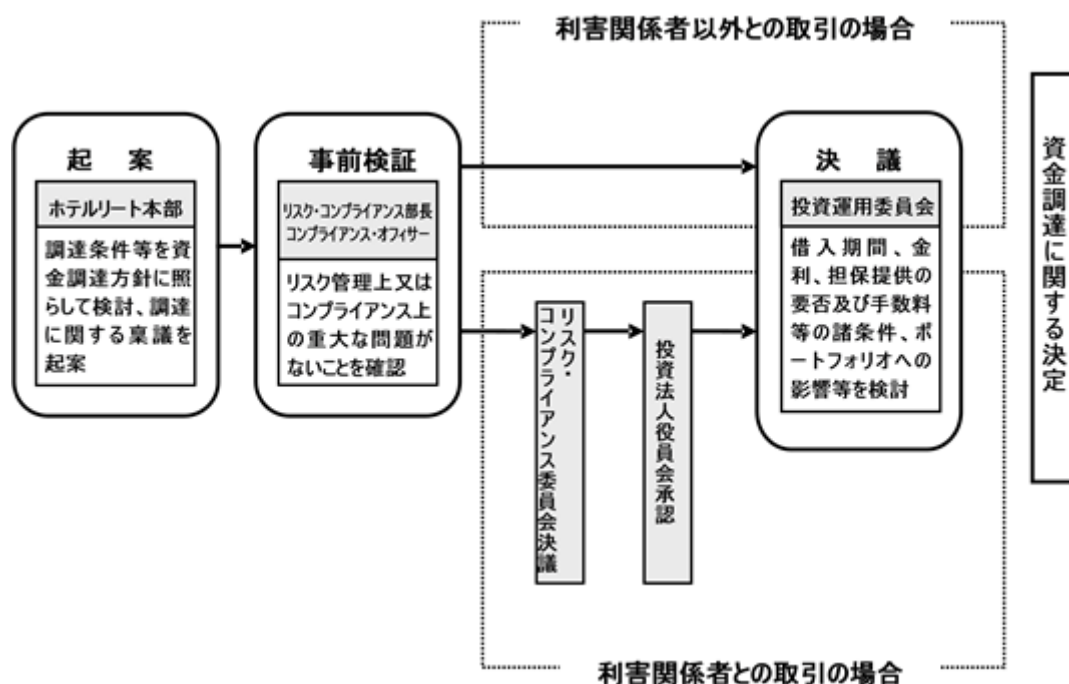 利害関係者以外との取引の場合
起　案
ホテルリート本部
調達条件等を資
金調達方針に照
らして検討、調達
に関する稟議を
起案
事前検証
リスク・コンプライアンス部長
コンプライアンス・オフィサー
リスク管理上又は
コンプライアンス上
の重大な問題が
ないことを確認
リスク・
コンプライアンス委員会決議
投資法人役員会承認
決　議
投資運用委員会
借入期間、金
利、担保提供の
要否及び手数料
等の諸条件、ポ
ートフォリオへの
影響等を検討
資金調達に関する決定
利害関係者との取引の場合